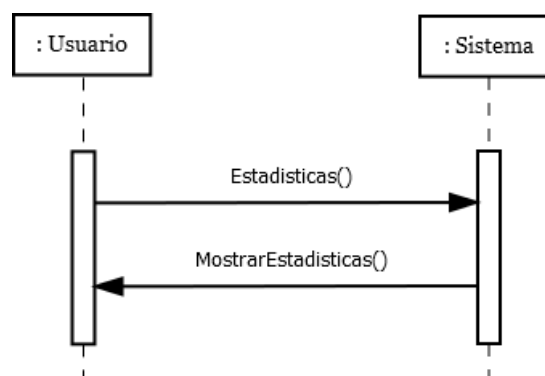 : Usuario
: Sistema
Estadisticas()
MostrarEstadisticas()